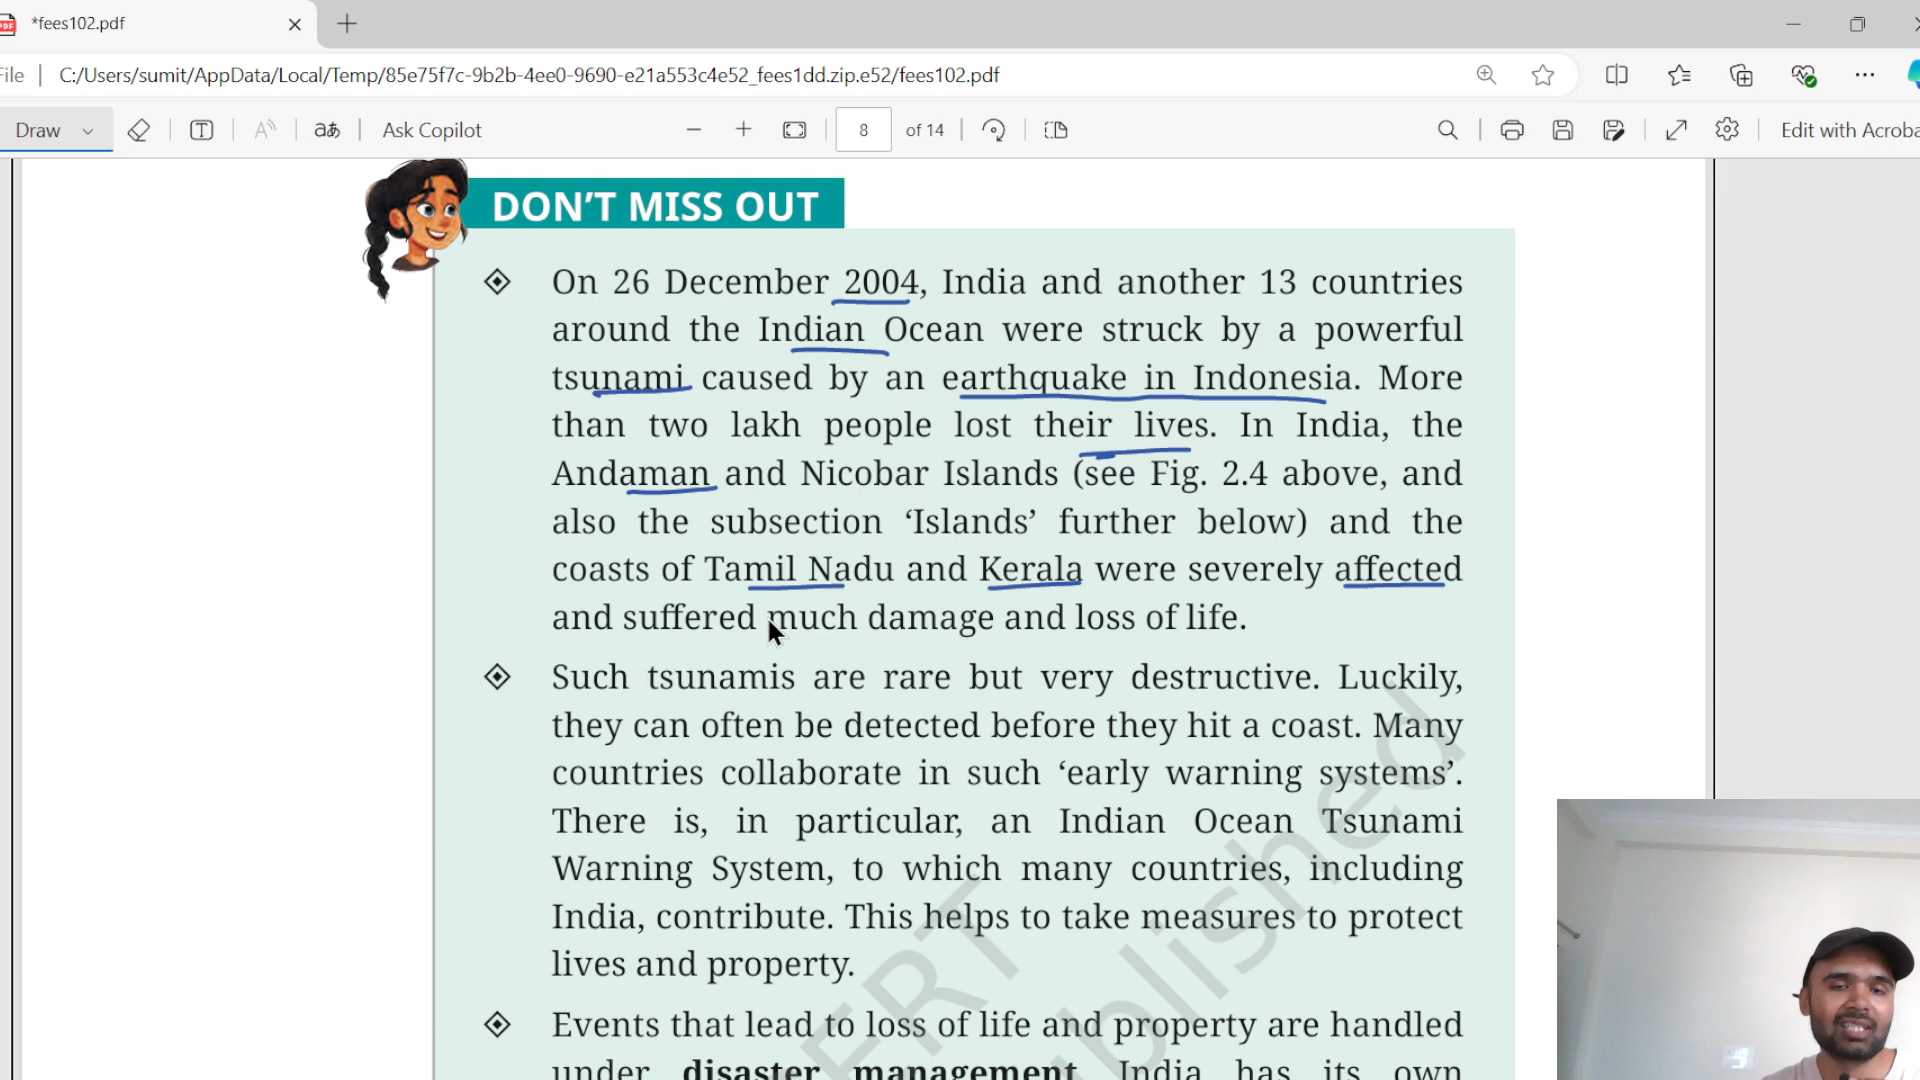 *fees102.pdf
File
C:/Users/sumit/AppData/Local/Temp/85e75f7c-9b2b-4ee0-9690-e21a553c4e52_fees1dd.zip.e52/fees102.pdf
Draw
aあ
Ask Copilot
8 of 14
Edit with Acroba
DON'T MISS OUT
On 26 December 2004, India and another 13 countries
around the Indian Ocean were struck by a powerful
tsunami caused by an earthquake in Indonesia. More
than two lakh people lost their lives. In India, the
Andaman and Nicobar Islands (see Fig. 2.4 above, and
also the subsection ‘Islands’ further below) and the
coasts of Tamil Nadu and Kerala were severely affected
and suffered much damage and loss of life.
Such tsunamis are rare but very destructive. Luckily,
they can often be detected before they hit a coast. Many
countries collaborate in such ‘early warning systems’.
There is, in particular, an Indian Ocean Tsunami
Warning System, to which many countries, including
India, contribute. This helps to take measures to protect
lives and property.
Events that lead to loss of life and property are handled
under disaster management. India has its own